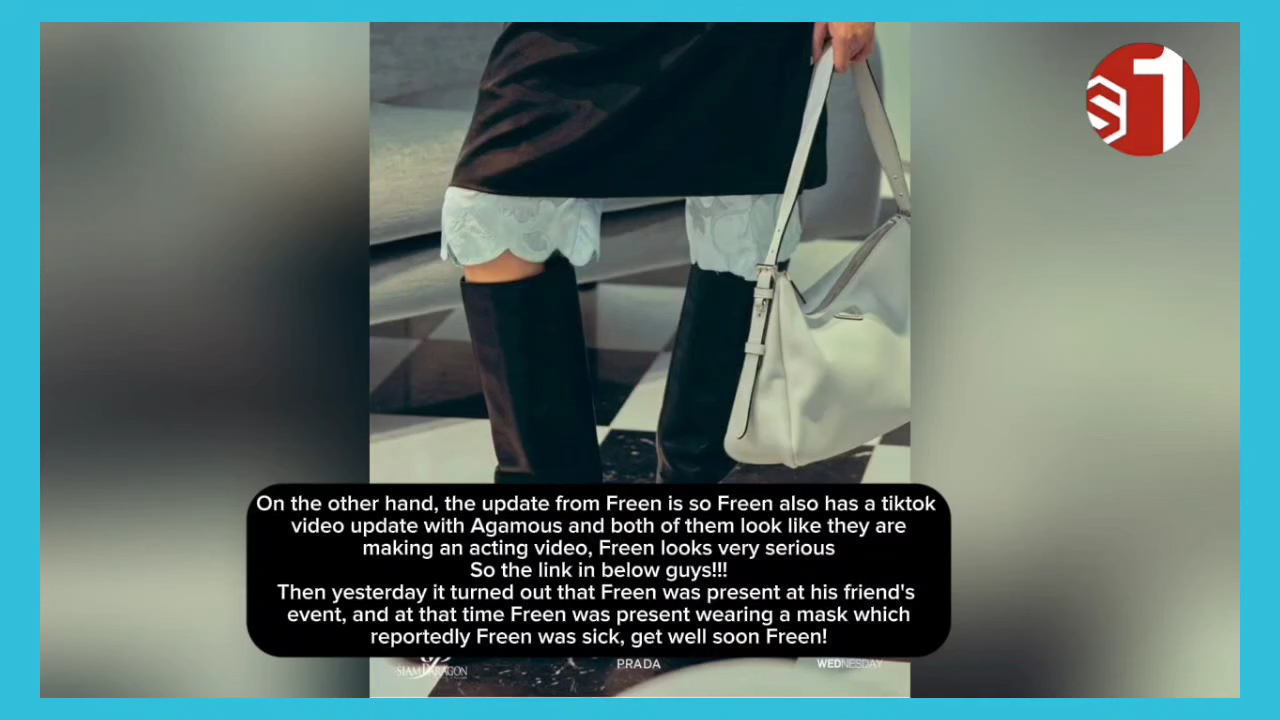 S1
On the other hand, the update from Freen is so Freen also has a tiktok
video update with Agamous and both of them look like they are
making an acting video, Freen looks very serious
So the link in below guys!!!
Then yesterday it turned out that Freen was present at his friend's
event, and at that time Freen was present wearing a mask which
reportedly Freen was sick, get well soon Freen!
SIAM PARAGON
PRADA
WEDNESDAY